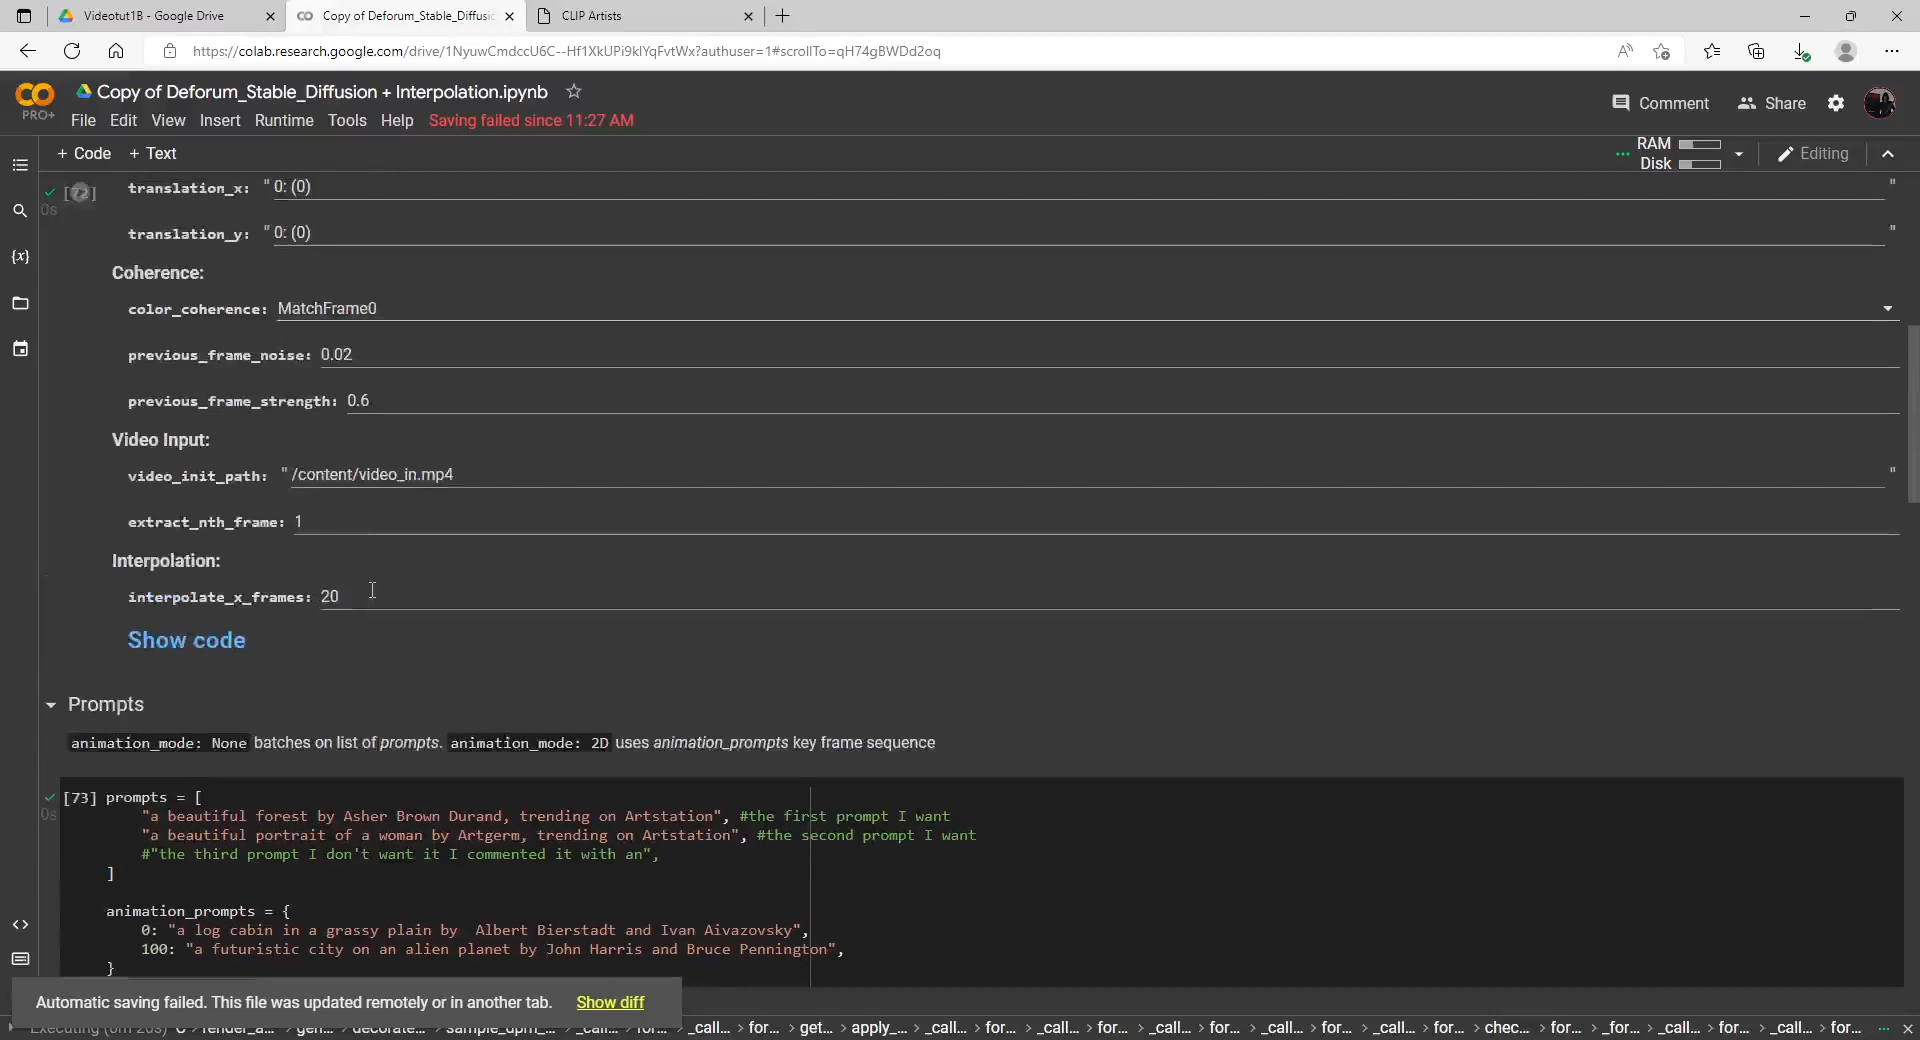 Videotut1B - Google Drive
Copy of Deforum_Stable_Diffusic
CLIP Artists
https://colab.research.google.com/drive/1NyuwCmdccU6C--Hf1XkUPi9klYqFvtWx?authuser=1#scrollTo=qH74gBWDd2oq
PRO+
Copy of Deforum_Stable_Diffusion + Interpolation.ipynb
Comment
Share
File Edit View Insert Runtime Tools Help Saving failed since 11:27 AM
+ Code + Text
RAM
Disk
Editing
[72]
0s
translation_x: "0: (0) "
translation_y: "0: (0) "
Coherence:
color_coherence: MatchFrame0
previous_frame_noise: 0.02
previous_frame_strength: 0.6
Video Input:
video_init_path: "/content/video_in.mp4 "
extract_nth_frame: 1
Interpolation:
interpolate_x_frames: 20
Show code
Prompts
animation_mode: None batches on list of prompts. animation_mode: 2D uses animation_prompts key frame sequence
[73] prompts = [
0s
"a beautiful forest by Asher Brown Durand, trending on Artstation", #the first prompt I want
"a beautiful portrait of a woman by Artgerm, trending on Artstation", #the second prompt I want
#"the third prompt I don't want it I commented it with an",
]
animation_prompts = {
0: "a log cabin in a grassy plain by  Albert Bierstadt and Ivan Aivazovsky",
100: "a futuristic city on an alien planet by John Harris and Bruce Pennington",
}
Automatic saving failed. This file was updated remotely or in another tab. Show diff
_call... > for... > get... > apply_... > _call... > for... > _call... > for... > _call... > for... > _call... > for... > _call... > for... > chec... > for... > _for... > _call... > for... > _call... > for...